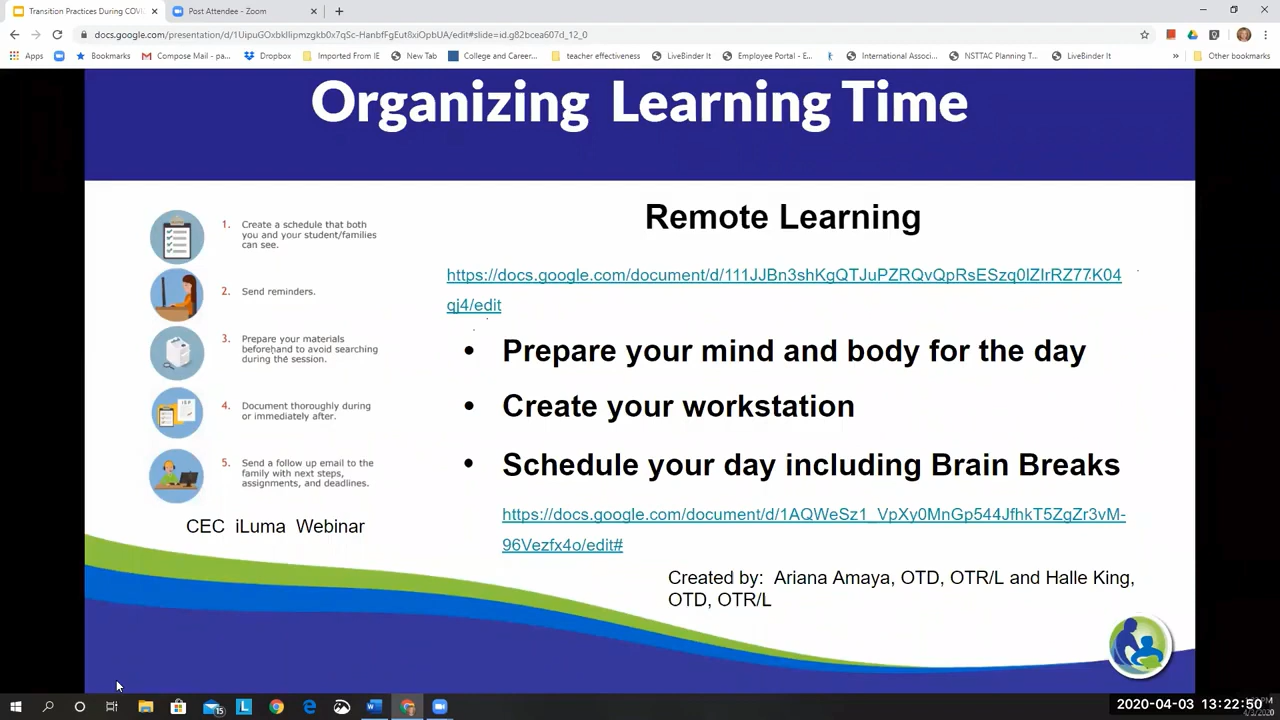 Transition Practices During COVI
Post Attendee - Zoom
docs.google.com/presentation/d/1UipuGOxbkIlipmzgkb0x7qSc-HanbfFgEut8xiOpbUA/edit#slide=id.g82bcea607d_12_0
Apps
Bookmarks
Compose Mail - pa...
Dropbox
Imported From IE
New Tab
College and Career...
teacher effectiveness
LiveBinder It
Employee Portal - E...
International Associ...
NSTTAC Planning T...
LiveBinder It
Other bookmarks
Organizing Learning Time
1. Create a schedule that both
you and your student/families
can see.
2. Send reminders.
3. Prepare your materials
beforehand to avoid searching
during the session.
4. Document thoroughly during
or immediately after.
5. Send a follow up email to the
family with next steps,
assignments, and deadlines.
CEC iLuma Webinar
Remote Learning
https://docs.google.com/document/d/111JJBn3shKgQTJuPZRQvQpRsESzq0lZIrRZ77K04
qj4/edit
• Prepare your mind and body for the day
• Create your workstation
• Schedule your day including Brain Breaks
https://docs.google.com/document/d/1AQWeSz1_VpXy0MnGp544JfhkT5ZgZr3vM-
96Vezfx4o/edit#
Created by: Ariana Amaya, OTD, OTR/L and Halle King,
OTD, OTR/L
2020-04-03 13:22:50